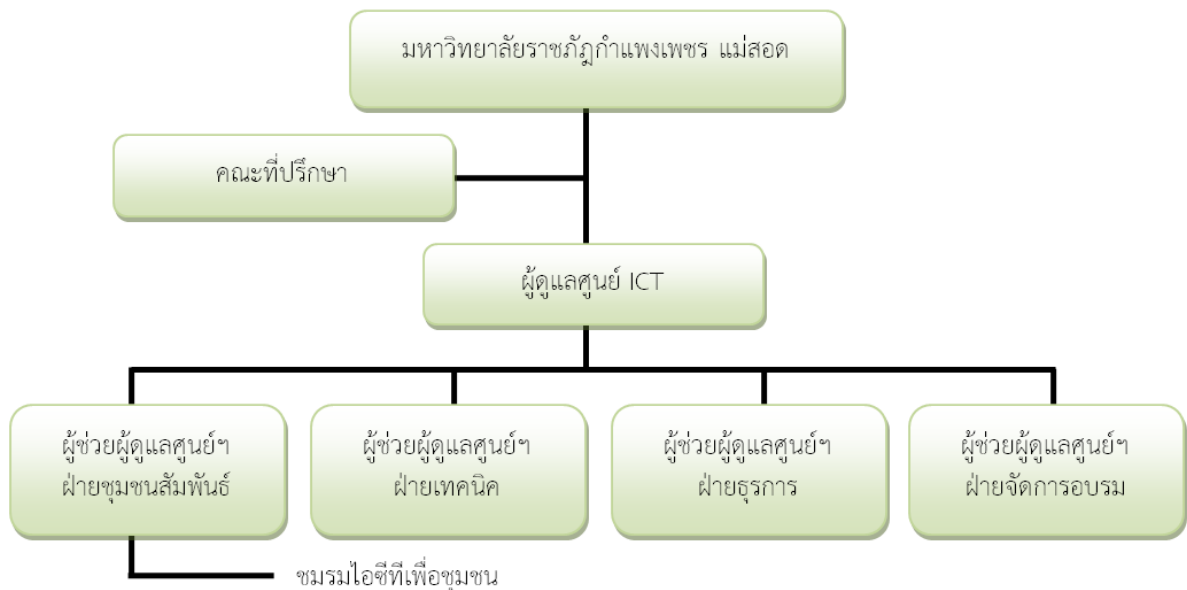 มหาวิทยาลัยราชภัฏกำแพงเพชร แม่สอด
คณะที่ปรึกษา
ผู้ดูแลศูนย์ ICT
ผู้ช่วยผู้ดูแลศูนย์ฯ
ฝ่ายชุมชนสัมพันธ์
ผู้ช่วยผู้ดูแลศูนย์ฯ
ฝ่ายเทคนิค
ผู้ช่วยผู้ดูแลศูนย์ฯ
ฝ่ายธุรการ
ผู้ช่วยผู้ดูแลศูนย์ฯ
ฝ่ายจัดการอบรม
ชมรมไอซีทีเพื่อชุมชน